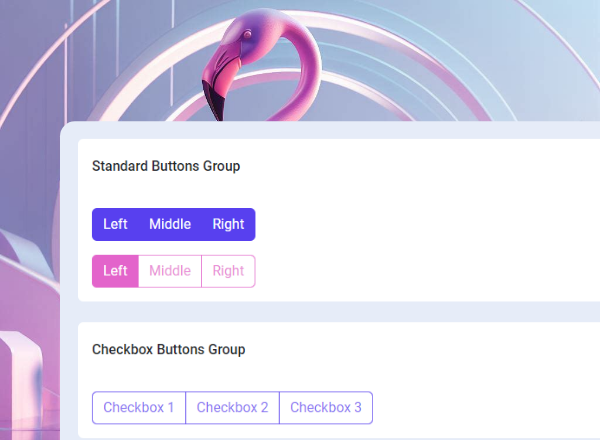 Standard Buttons Group
Left Middle Right
Left Middle Right
Checkbox Buttons Group
Checkbox 1 Checkbox 2 Checkbox 3